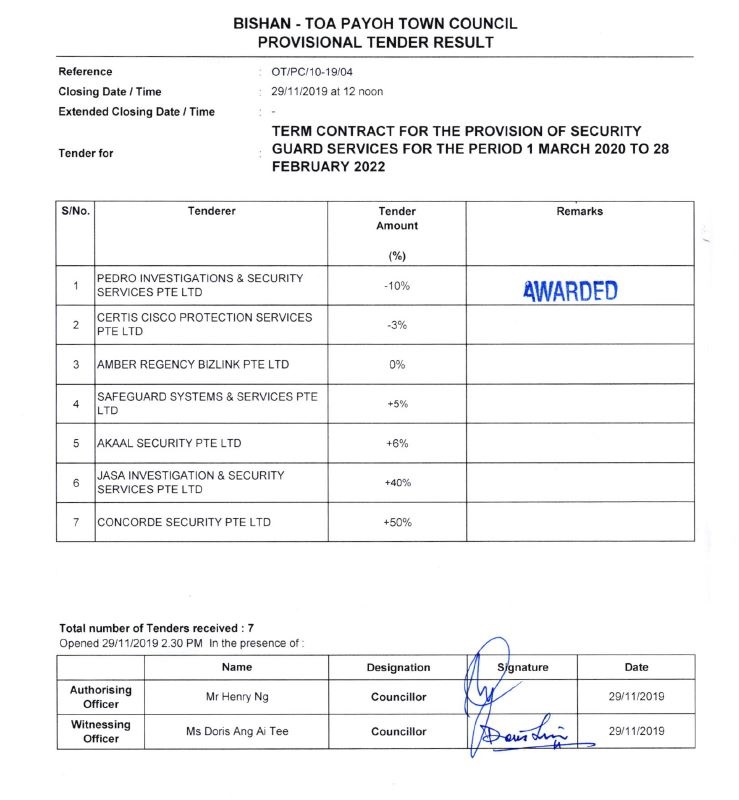 BISHAN - TOA PAYOH TOWN COUNCIL
PROVISIONAL TENDER RESULT
Reference : OT/PC/10-19/04
Closing Date / Time : 29/11/2019 at 12 noon
Extended Closing Date / Time : -
Tender for : TERM CONTRACT FOR THE PROVISION OF SECURITY
GUARD SERVICES FOR THE PERIOD 1 MARCH 2020 TO 28
FEBRUARY 2022
S/No. Tenderer Tender Remarks
Amount
(%)
1 PEDRO INVESTIGATIONS & SECURITY
SERVICES PTE LTD -10% AWARDED
2 CERTIS CISCO PROTECTION SERVICES
PTE LTD -3%
3 AMBER REGENCY BIZLINK PTE LTD 0%
4 SAFEGUARD SYSTEMS & SERVICES PTE
LTD +5%
5 AKAAL SECURITY PTE LTD +6%
6 JASA INVESTIGATION & SECURITY
SERVICES PTE LTD +40%
7 CONCORDE SECURITY PTE LTD +50%
Total number of Tenders received : 7
Opened 29/11/2019 2.30 PM In the presence of :
Name Designation Signature Date
Authorising
Officer Mr Henry Ng Councillor 29/11/2019
Witnessing
Officer Ms Doris Ang Ai Tee Councillor 29/11/2019